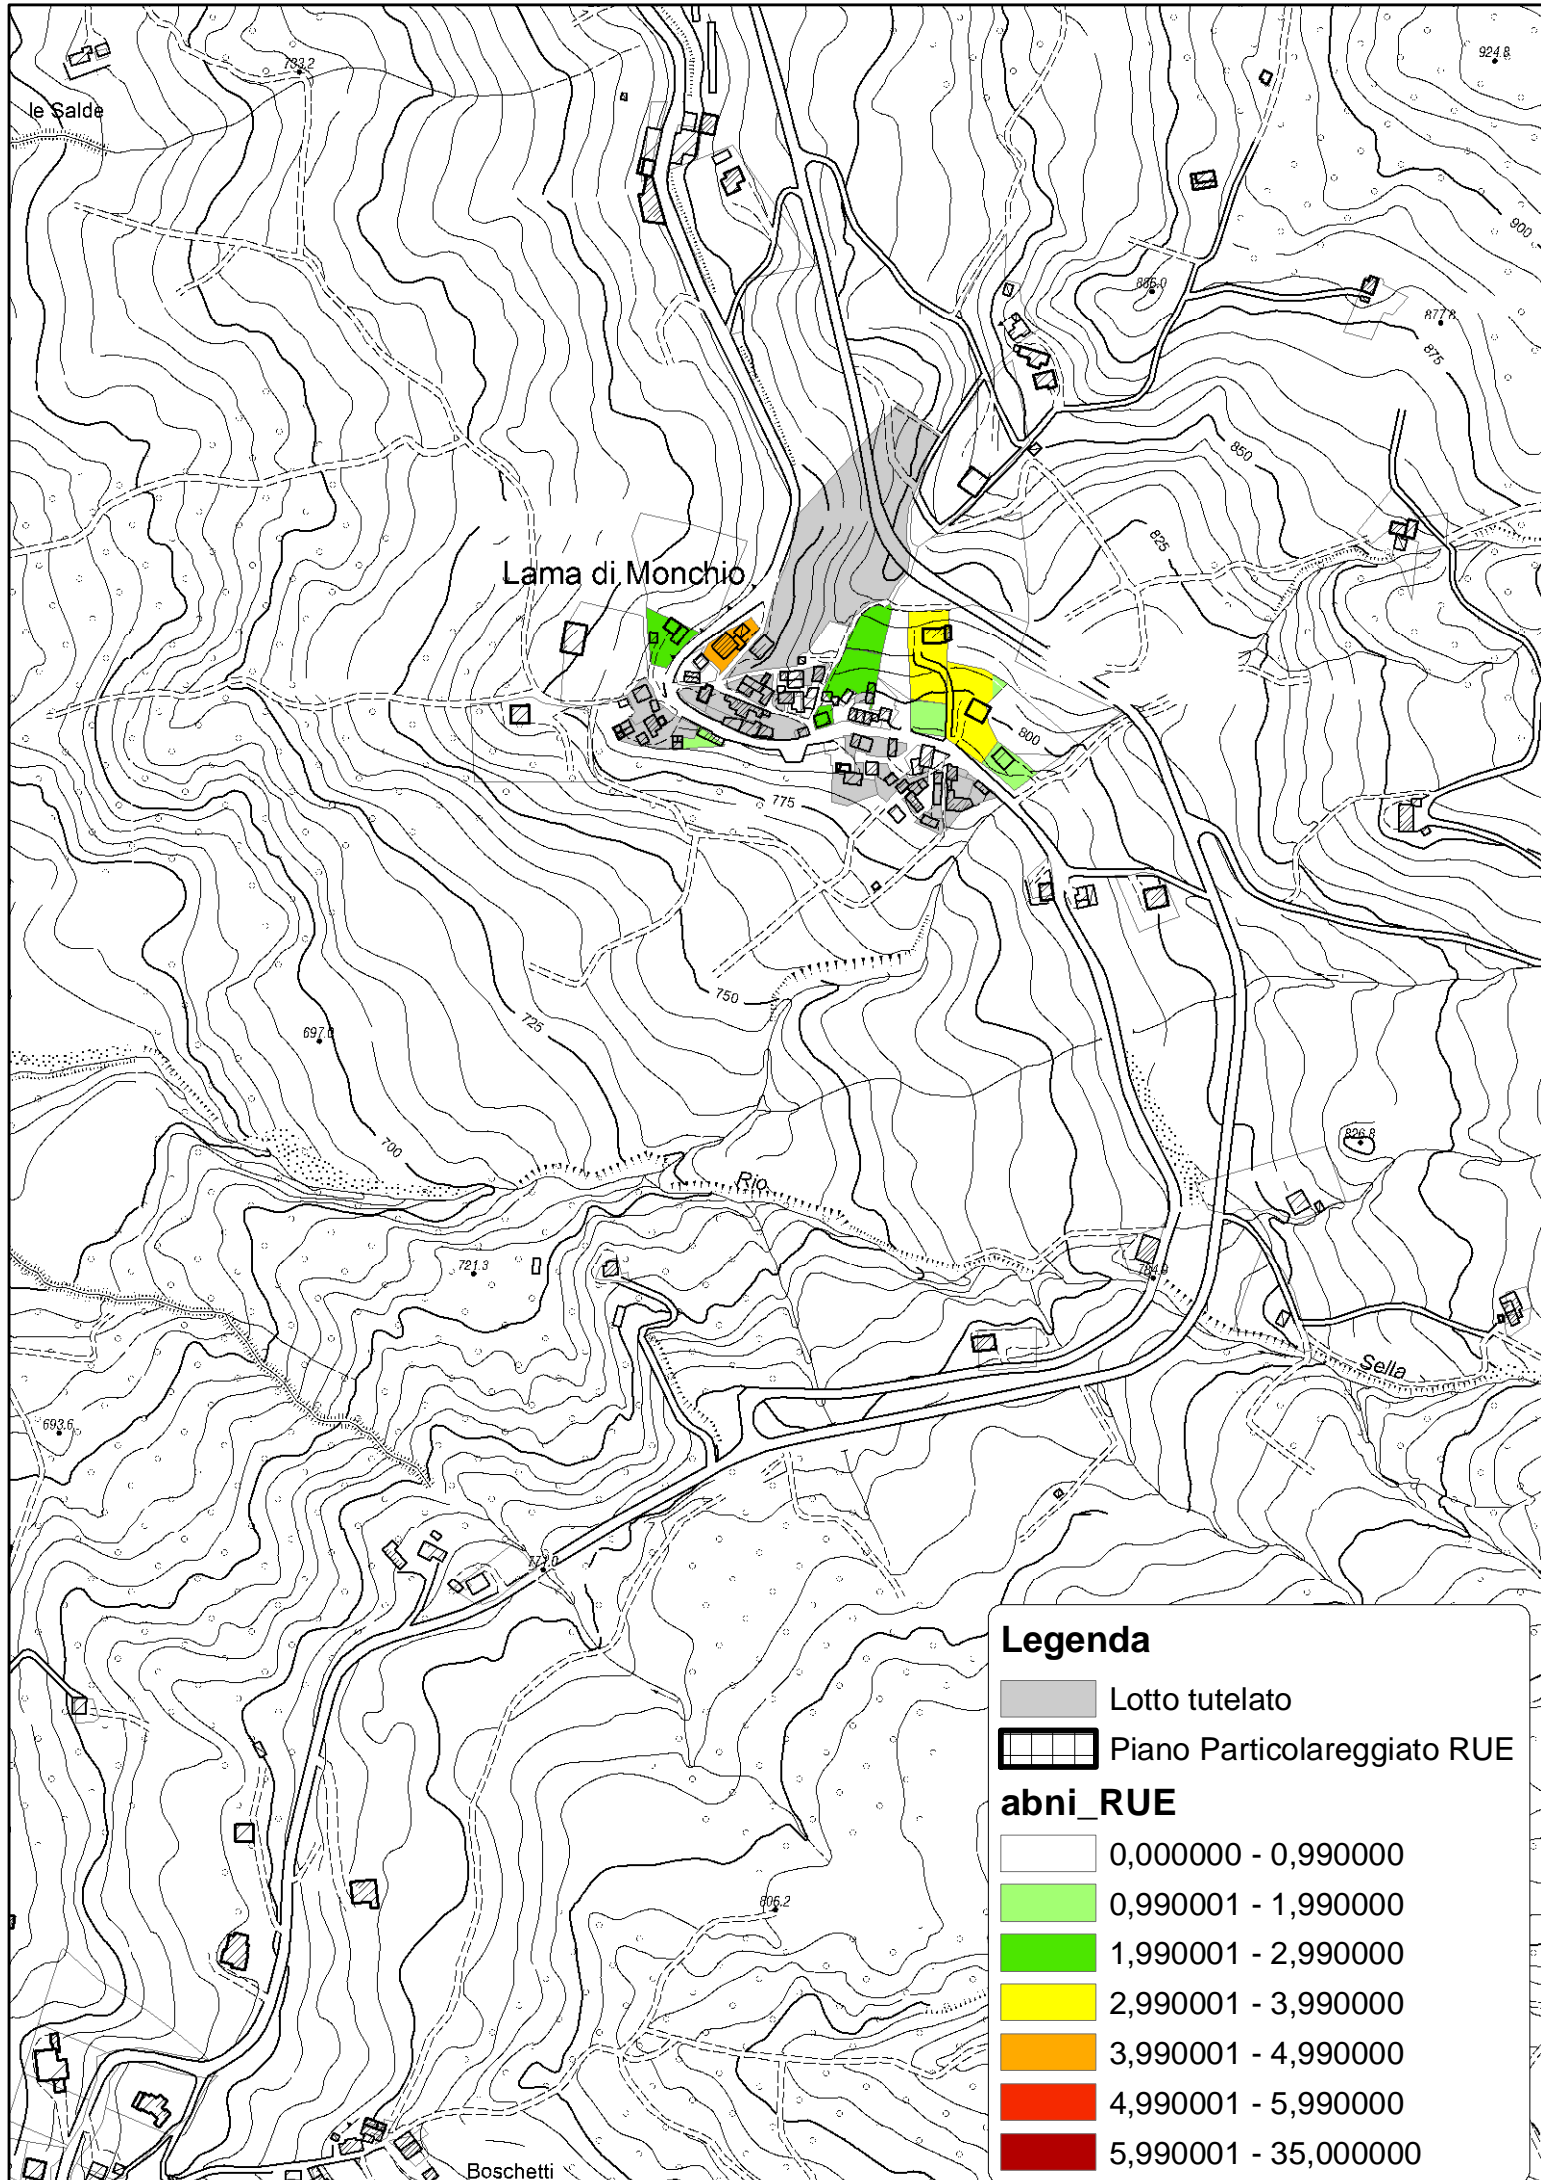 924.8
733.2
le Salde
900
886.0
877.8
875
850
825
Lama di Monchio
800
775
750
725
697.0
700
826.8
Rio
721.3
Sella
693.6
771.0
806.2
Boschetti
Legenda
Lotto tutelato
Piano Particolareggiato RUE
abni_RUE
0,000000 - 0,990000
0,990001 - 1,990000
1,990001 - 2,990000
2,990001 - 3,990000
3,990001 - 4,990000
4,990001 - 5,990000
5,990001 - 35,000000